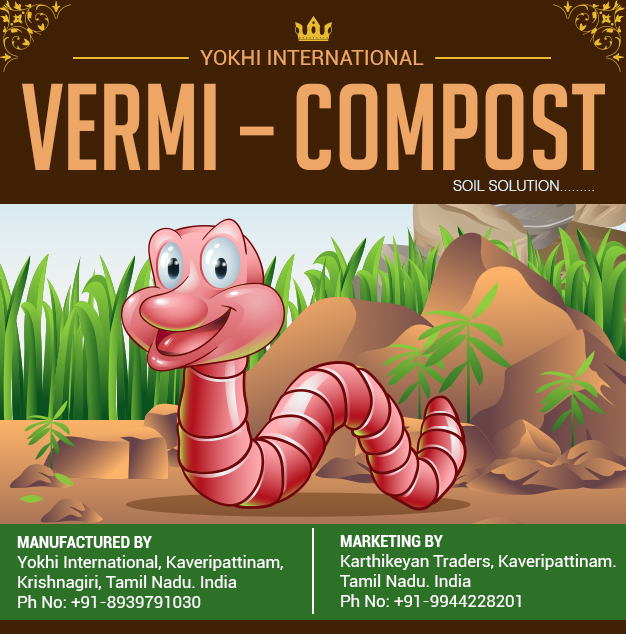 YOKHI INTERNATIONAL
VERMI – COMPOST
SOIL SOLUTION.........
MANUFACTURED BY
Yokhi International, Kaveripattinam,
Krishnagiri, Tamil Nadu. India
Ph No: +91-8939791030
MARKETING BY
Karthikeyan Traders, Kaveripattinam.
Tamil Nadu. India
Ph No: +91-9944228201